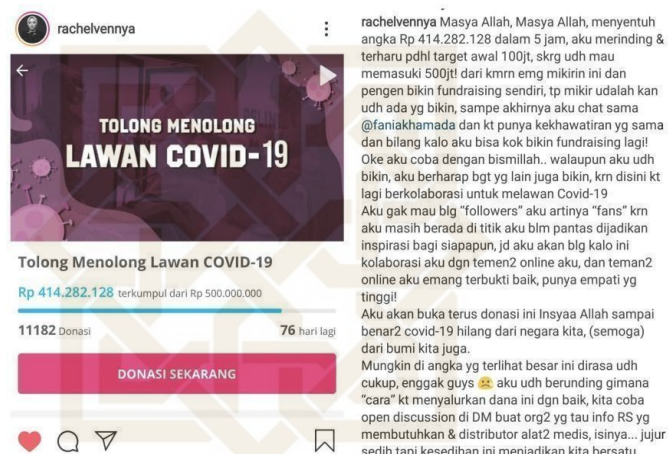 rachelvennya
TOLONG MENOLONG
LAWAN COVID-19
Tolong Menolong Lawan COVID-19
Rp 414.282.128 terkumpul dari Rp 500.000.000
11182 Donasi
76 hari lagi
DONASI SEKARANG
rachelvennya Masya Allah, Masya Allah, menyentuh
angka Rp 414.282.128 dalam 5 jam, aku merinding &
terharu pdhl target awal 100jt, skrg udh mau
memasuki 500jt! dari kmrn emg mikirin ini dan
pengen bikin fundraising sendiri, tp mikir udalah kan
udh ada yg bikin, sampe akhirnya aku chat sama
@faniakhamada dan kt punya kekhawatiran yg sama
dan bilang kalo aku bisa kok bikin fundraising lagi!
Oke aku coba dengan bismillah.. walaupun aku udh
bikin, aku berharap bgt yg lain juga bikin, krn disini kt
lagi berkolaborasi untuk melawan Covid-19
Aku gak mau blg “followers” aku artinya “fans” krn
aku masih berada di titik aku blm pantas dijadikan
inspirasi bagi siapapun, jd aku akan blg kalo ini
kolaborasi aku dgn temen2 online aku, dan teman2
online aku emang terbukti baik, punya empati yg
tinggi!
Aku akan buka terus donasi ini Insyaa Allah sampai
benar2 covid-19 hilang dari negara kita, (semoga)
dari bumi kita juga.
Mungkin di angka yg terlihat besar ini dirasa udh
cukup, enggak guys ☹️ aku udh berunding gimana
“cara” kt menyalurkan dana ini dgn baik, kita coba
open discussion di DM buat org2 yg tau info RS yg
membutuhkan & distributor alat2 medis, isinya... jujur
sedih tapi kesedihan ini menjadikan kita bersatu